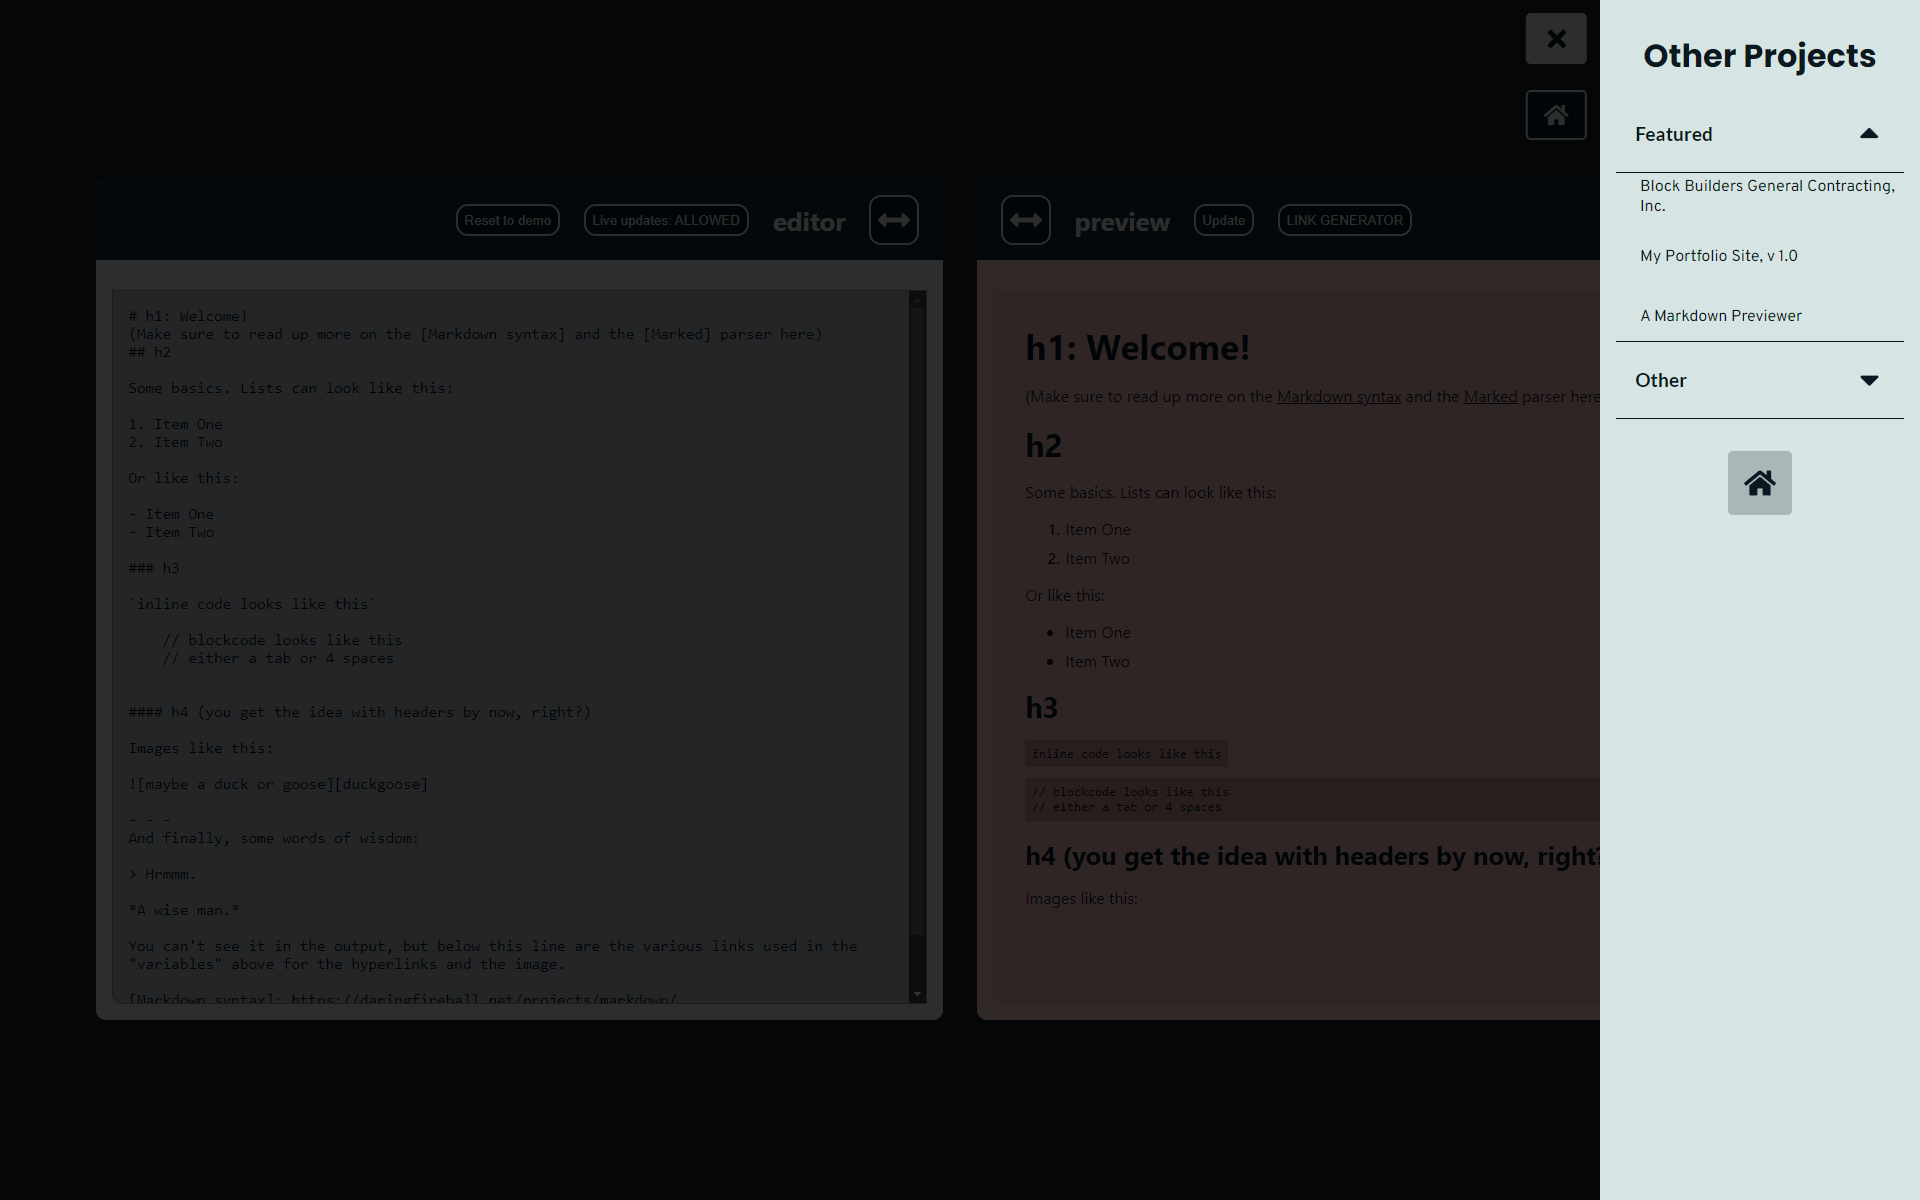 Other Projects
Featured
Block Builders General Contracting,
Inc.
My Portfolio Site, v 1.0
A Markdown Previewer
Other
Reset to demo
Live updates: ALLOWED
editor
# h1: Welcome!
(Make sure to read up more on the [Markdown syntax] and the [Marked] parser here)
## h2
Some basics. Lists can look like this:
1. Item One
2. Item Two
Or like this:
- Item One
- Item Two
### h3
`inline code looks like this`
// blockcode looks like this
// either a tab or 4 spaces
#### h4 (you get the idea with headers by now, right?)
Images like this:
![maybe a duck or goose][duckgoose]
- - -
And finally, some words of wisdom:
> Hrmmm.
*A wise man.*
You can't see it in the output, but below this line are the various links used in the
"variables" above for the hyperlinks and the image.
[Markdown syntax]: https://daringfireball.net/projects/markdown/
preview
Update
LINK GENERATOR
h1: Welcome!
(Make sure to read up more on the Markdown syntax and the Marked parser here
h2
Some basics. Lists can look like this:
1. Item One
2. Item Two
Or like this:
• Item One
• Item Two
h3
inline code looks like this
// blockcode looks like this
// either a tab or 4 spaces
h4 (you get the idea with headers by now, right?
Images like this: